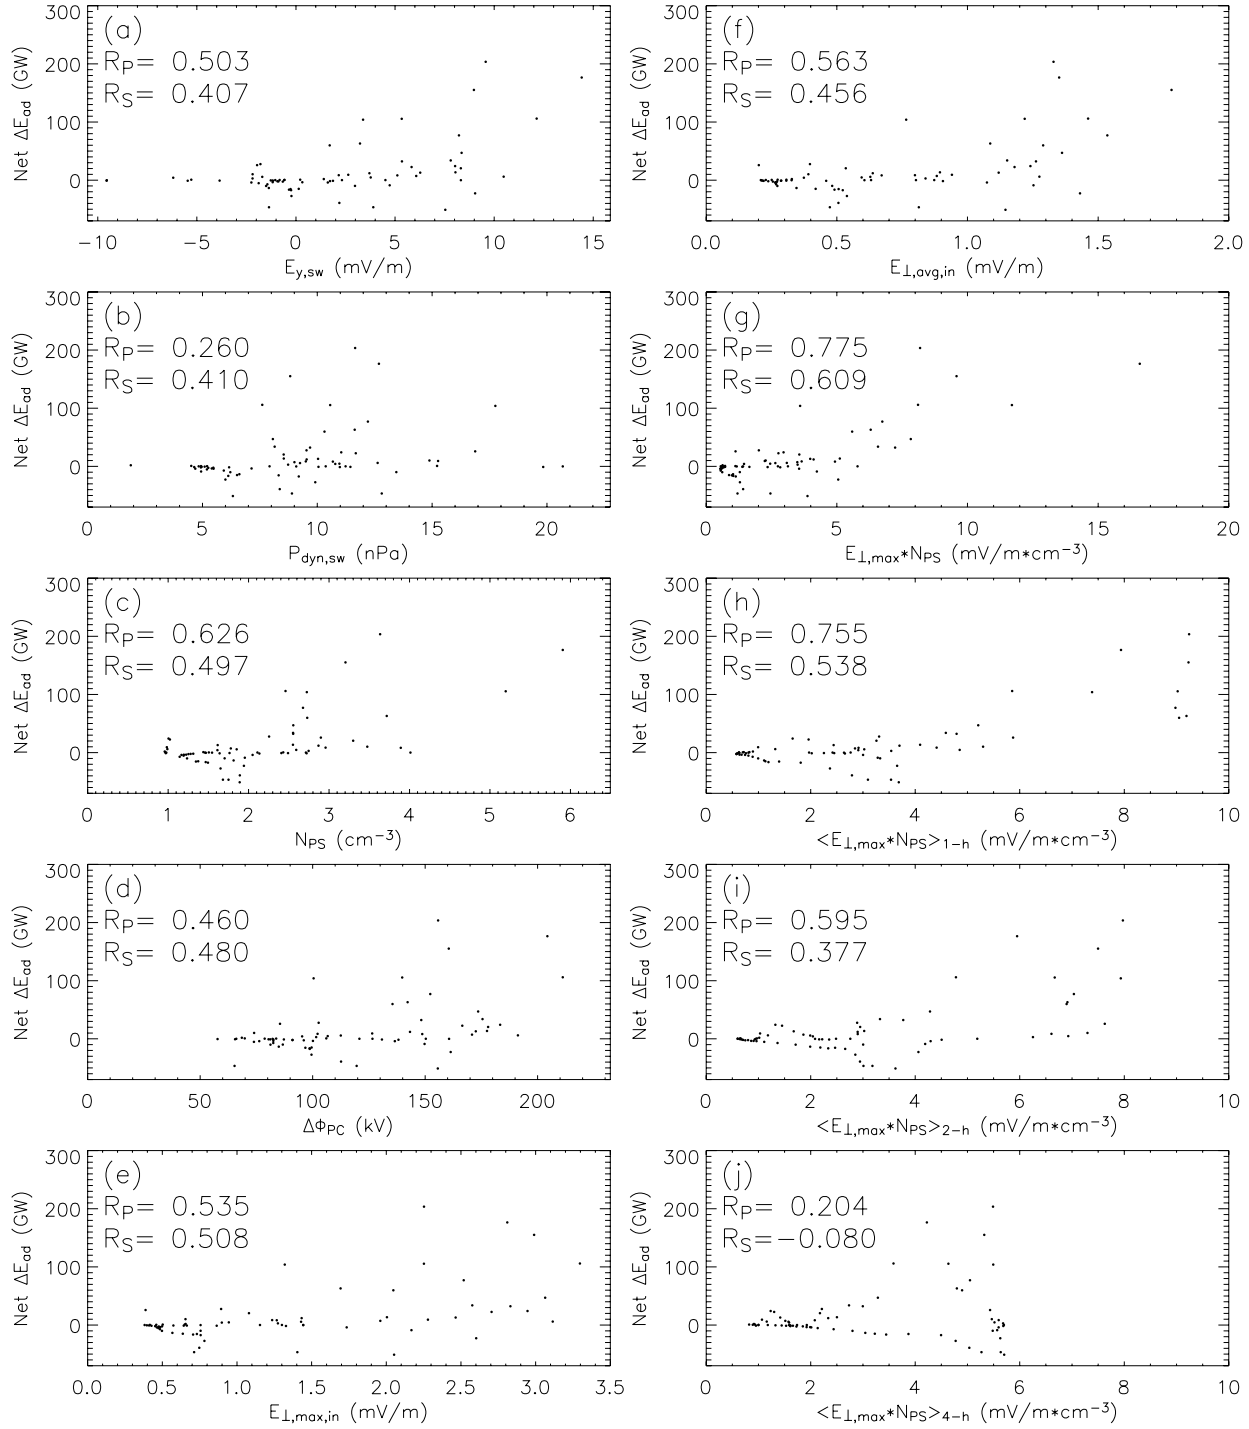 (a)
R_P= 0.503
R_S= 0.407
Net ΔE_ad (GW)
300
200
100
0
−10 −5 0 5 10 15
E_y,sw (mV/m)
(f)
R_P= 0.563
R_S= 0.456
Net ΔE_ad (GW)
300
200
100
0
0.0 0.5 1.0 1.5 2.0
E_⊥,avg,in (mV/m)
(b)
R_P= 0.260
R_S= 0.410
Net ΔE_ad (GW)
300
200
100
0
0 5 10 15 20
P_dyn,sw (nPa)
(g)
R_P= 0.775
R_S= 0.609
Net ΔE_ad (GW)
300
200
100
0
0 5 10 15 20
E_⊥,max*N_PS (mV/m*cm⁻³)
(c)
R_P= 0.626
R_S= 0.497
Net ΔE_ad (GW)
300
200
100
0
0 1 2 3 4 5 6
N_PS (cm⁻³)
(h)
R_P= 0.755
R_S= 0.538
Net ΔE_ad (GW)
300
200
100
0
0 2 4 6 8 10
<E_⊥,max*N_PS>_1−h (mV/m*cm⁻³)
(d)
R_P= 0.460
R_S= 0.480
Net ΔE_ad (GW)
300
200
100
0
0 50 100 150 200
ΔΦ_PC (kV)
(i)
R_P= 0.595
R_S= 0.377
Net ΔE_ad (GW)
300
200
100
0
0 2 4 6 8 10
<E_⊥,max*N_PS>_2−h (mV/m*cm⁻³)
(e)
R_P= 0.535
R_S= 0.508
Net ΔE_ad (GW)
300
200
100
0
0.0 0.5 1.0 1.5 2.0 2.5 3.0 3.5
E_⊥,max,in (mV/m)
(j)
R_P= 0.204
R_S=−0.080
Net ΔE_ad (GW)
300
200
100
0
0 2 4 6 8 10
<E_⊥,max*N_PS>_4−h (mV/m*cm⁻³)